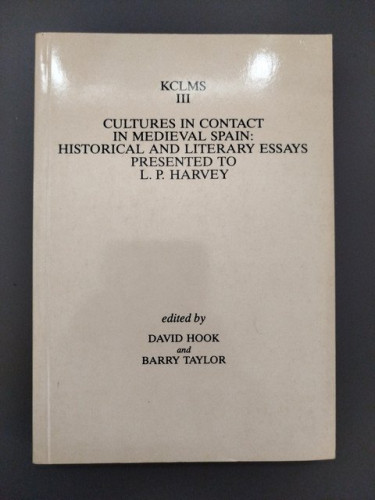 KCLMS
III
CULTURES IN CONTACT
IN MEDIEVAL SPAIN:
HISTORICAL AND LITERARY ESSAYS
PRESENTED TO
L. P. HARVEY
edited by
DAVID HOOK
and
BARRY TAYLOR